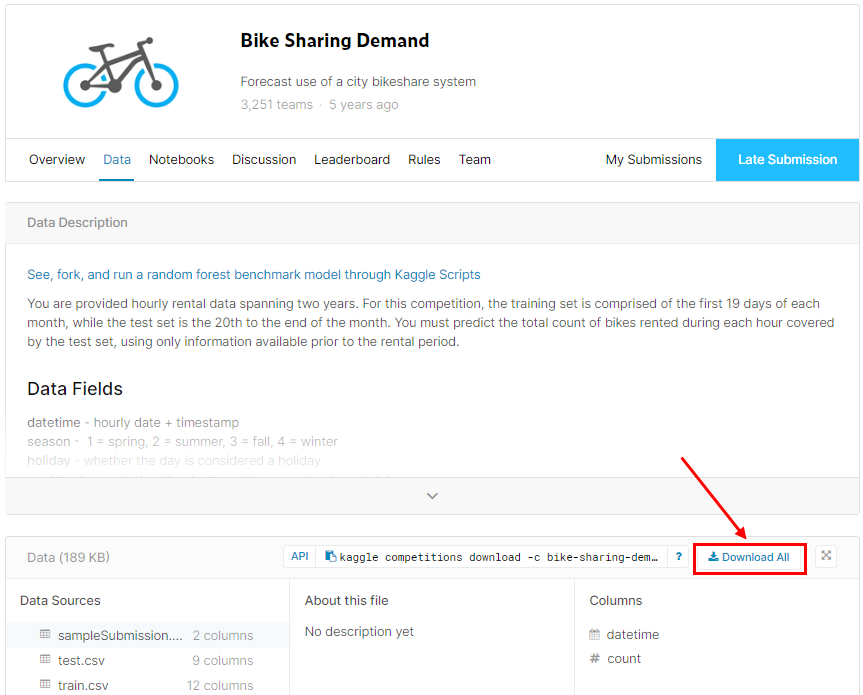 Bike Sharing Demand
Forecast use of a city bikeshare system
3,251 teams · 5 years ago
Overview Data Notebooks Discussion Leaderboard Rules Team My Submissions Late Submission
Data Description
See, fork, and run a random forest benchmark model through Kaggle Scripts
You are provided hourly rental data spanning two years. For this competition, the training set is comprised of the first 19 days of each
month, while the test set is the 20th to the end of the month. You must predict the total count of bikes rented during each hour covered
by the test set, using only information available prior to the rental period.
Data Fields
datetime - hourly date + timestamp
season - 1 = spring, 2 = summer, 3 = fall, 4 = winter
holiday - whether the day is considered a holiday
Data (189 KB) API kaggle competitions download -c bike-sharing-dem… ? Download All
Data Sources About this file Columns
sampleSubmission.... 2 columns No description yet datetime
test.csv 9 columns # count
train.csv 12 columns